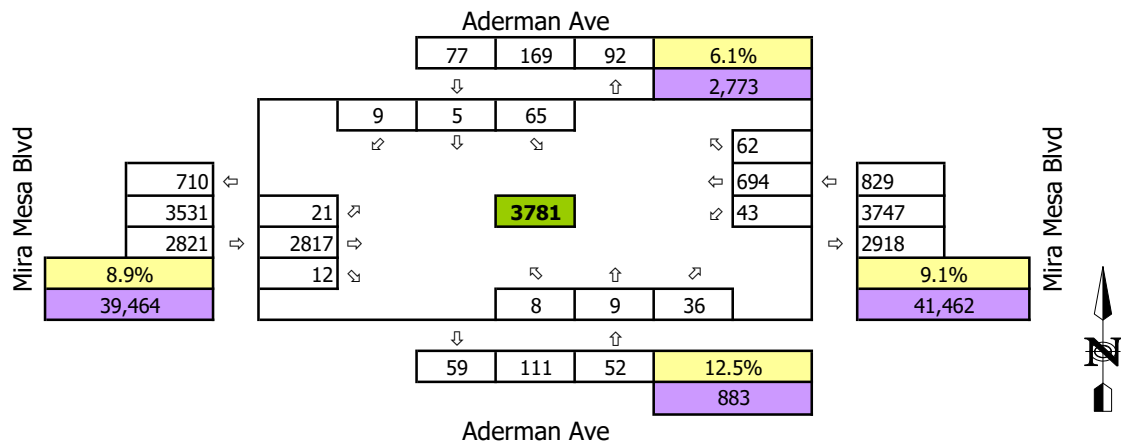 Aderman Ave
77 169 92 6.1%
⇩ ⇧ 2,773
9 5 65
⬃ ⇩ ⬂ ⬁ 62
710 ⇦ ⇦ 694 ⇦ 829
3531 21 ⬀ 3781 ⬃ 43 3747
2821 ⇨ 2817 ⇨ ⇨ 2918
8.9% 12 ⬂ ⬁ ⇧ ⬀ 9.1%
39,464 8 9 36 41,462
Mira Mesa Blvd
Mira Mesa Blvd
N
⇩ ⇧
59 111 52 12.5%
883
Aderman Ave